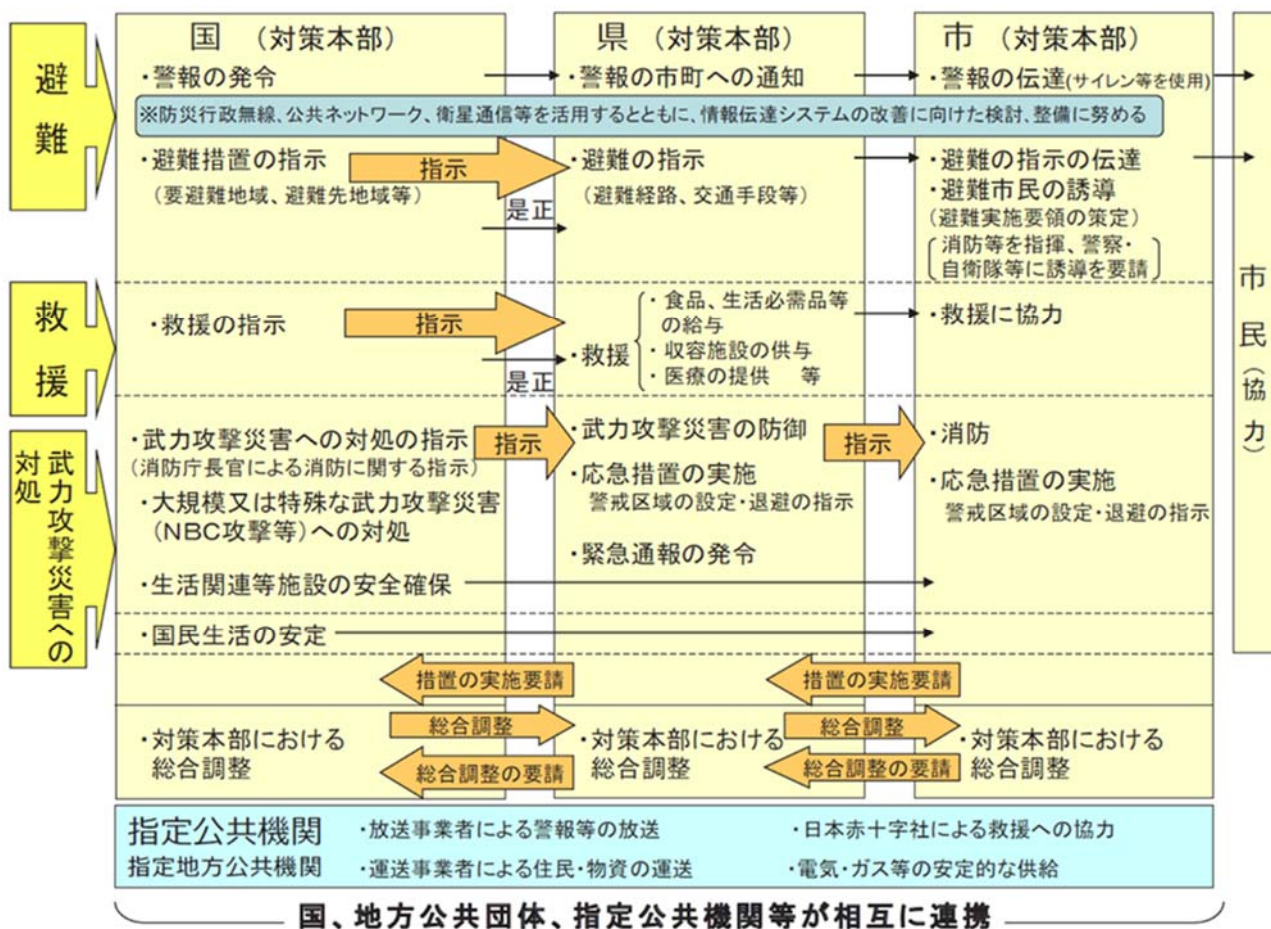 国 (対策本部)
県 (対策本部)
市 (対策本部)
避難
・警報の発令
・警報の市町への通知
・警報の伝達(サイレン等を使用)
※防災行政無線、公共ネットワーク、衛星通信等を活用するとともに、情報伝達システムの改善に向けた検討、整備に努める
・避難措置の指示
(要避難地域、避難先地域等)
指示
是正
・避難の指示
(避難経路、交通手段等)
・避難の指示の伝達
・避難市民の誘導
(避難実施要領の策定)
消防等を指揮、警察・
自衛隊等に誘導を要請
救援
・救援の指示
指示
是正
・救援
・食品、生活必需品等
の給与
・収容施設の供与
・医療の提供 等
・救援に協力
武力攻撃災害への
対処
・武力攻撃災害への対処の指示
(消防庁長官による消防に関する指示)
・大規模又は特殊な武力攻撃災害
(NBC攻撃等)への対処
・生活関連等施設の安全確保
指示
・武力攻撃災害の防御
・応急措置の実施
警戒区域の設定・退避の指示
・緊急通報の発令
指示
・消防
・応急措置の実施
警戒区域の設定・退避の指示
・国民生活の安定
措置の実施要請
措置の実施要請
・対策本部における
総合調整
総合調整
総合調整の要請
・対策本部における
総合調整
総合調整
総合調整の要請
・対策本部における
総合調整
市民(協力)
指定公共機関
指定地方公共機関
・放送事業者による警報等の放送
・日本赤十字社による救援への協力
・運送事業者による住民・物資の運送
・電気・ガス等の安定的な供給
国、地方公共団体、指定公共機関等が相互に連携